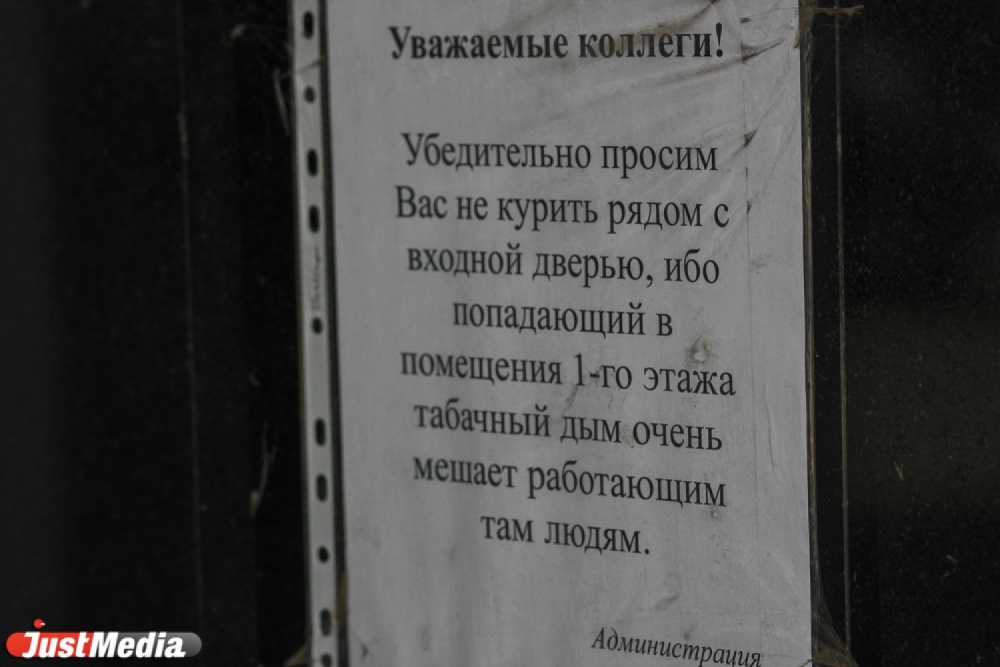 Уважаемые коллеги!
Убедительно просим
Вас не курить рядом с
входной дверью, ибо
попадающий в
помещения 1-го этажа
табачный дым очень
мешает работающим
там людям.
Администрация
JustMedia